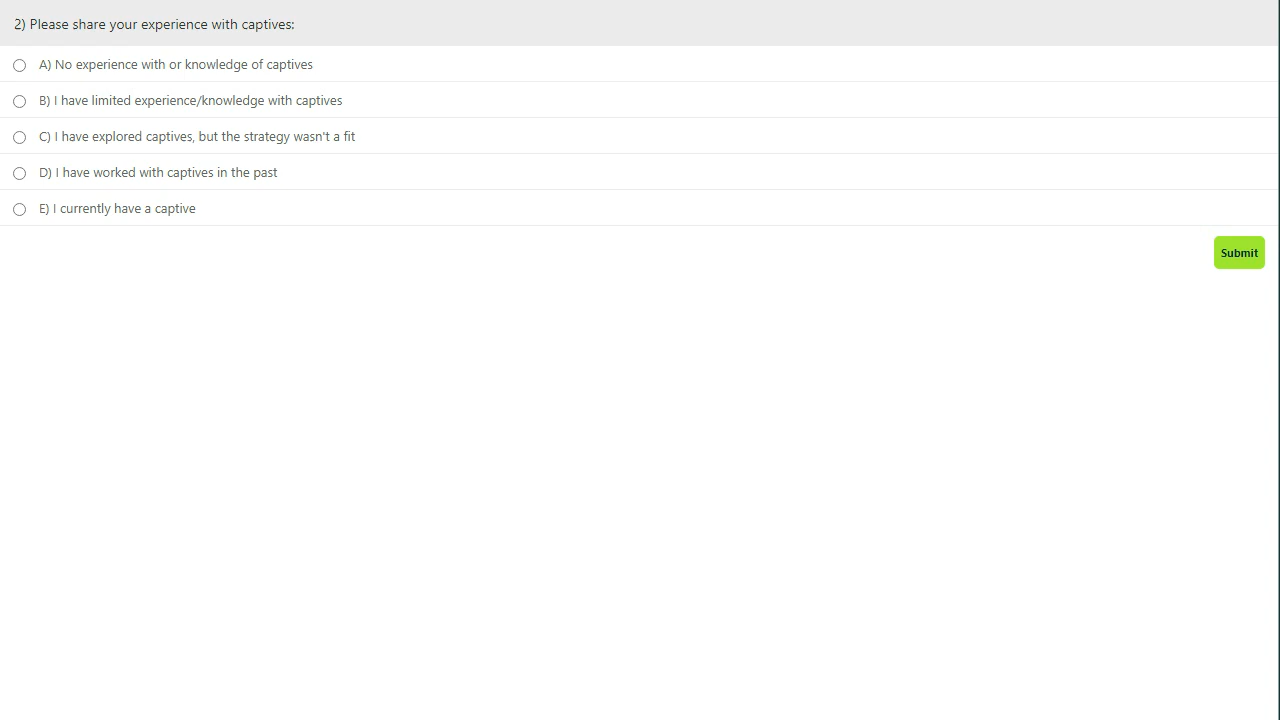 2) Please share your experience with captives:
A) No experience with or knowledge of captives
B) I have limited experience/knowledge with captives
C) I have explored captives, but the strategy wasn't a fit
D) I have worked with captives in the past
E) I currently have a captive
Submit